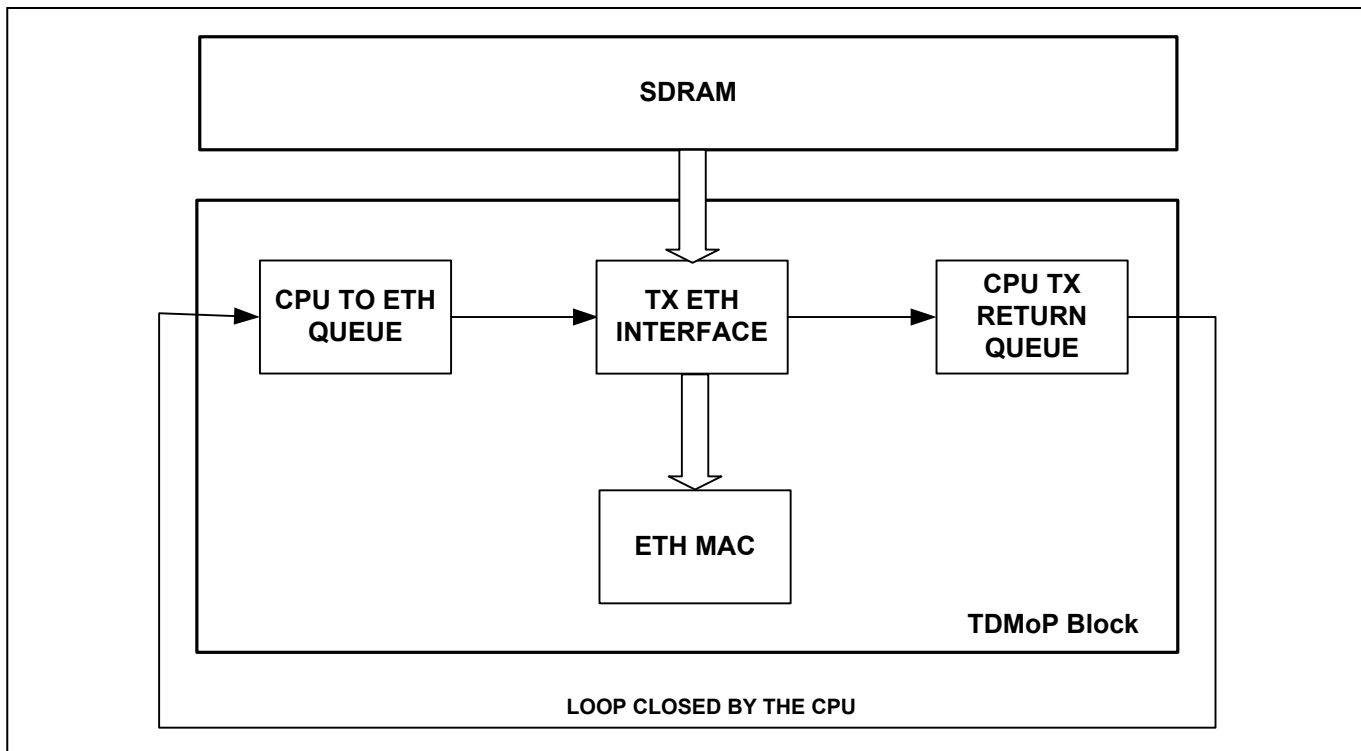 SDRAM
CPU TO ETH
QUEUE
TX ETH
INTERFACE
CPU TX
RETURN
QUEUE
ETH MAC
TDMoP Block
LOOP CLOSED BY THE CPU